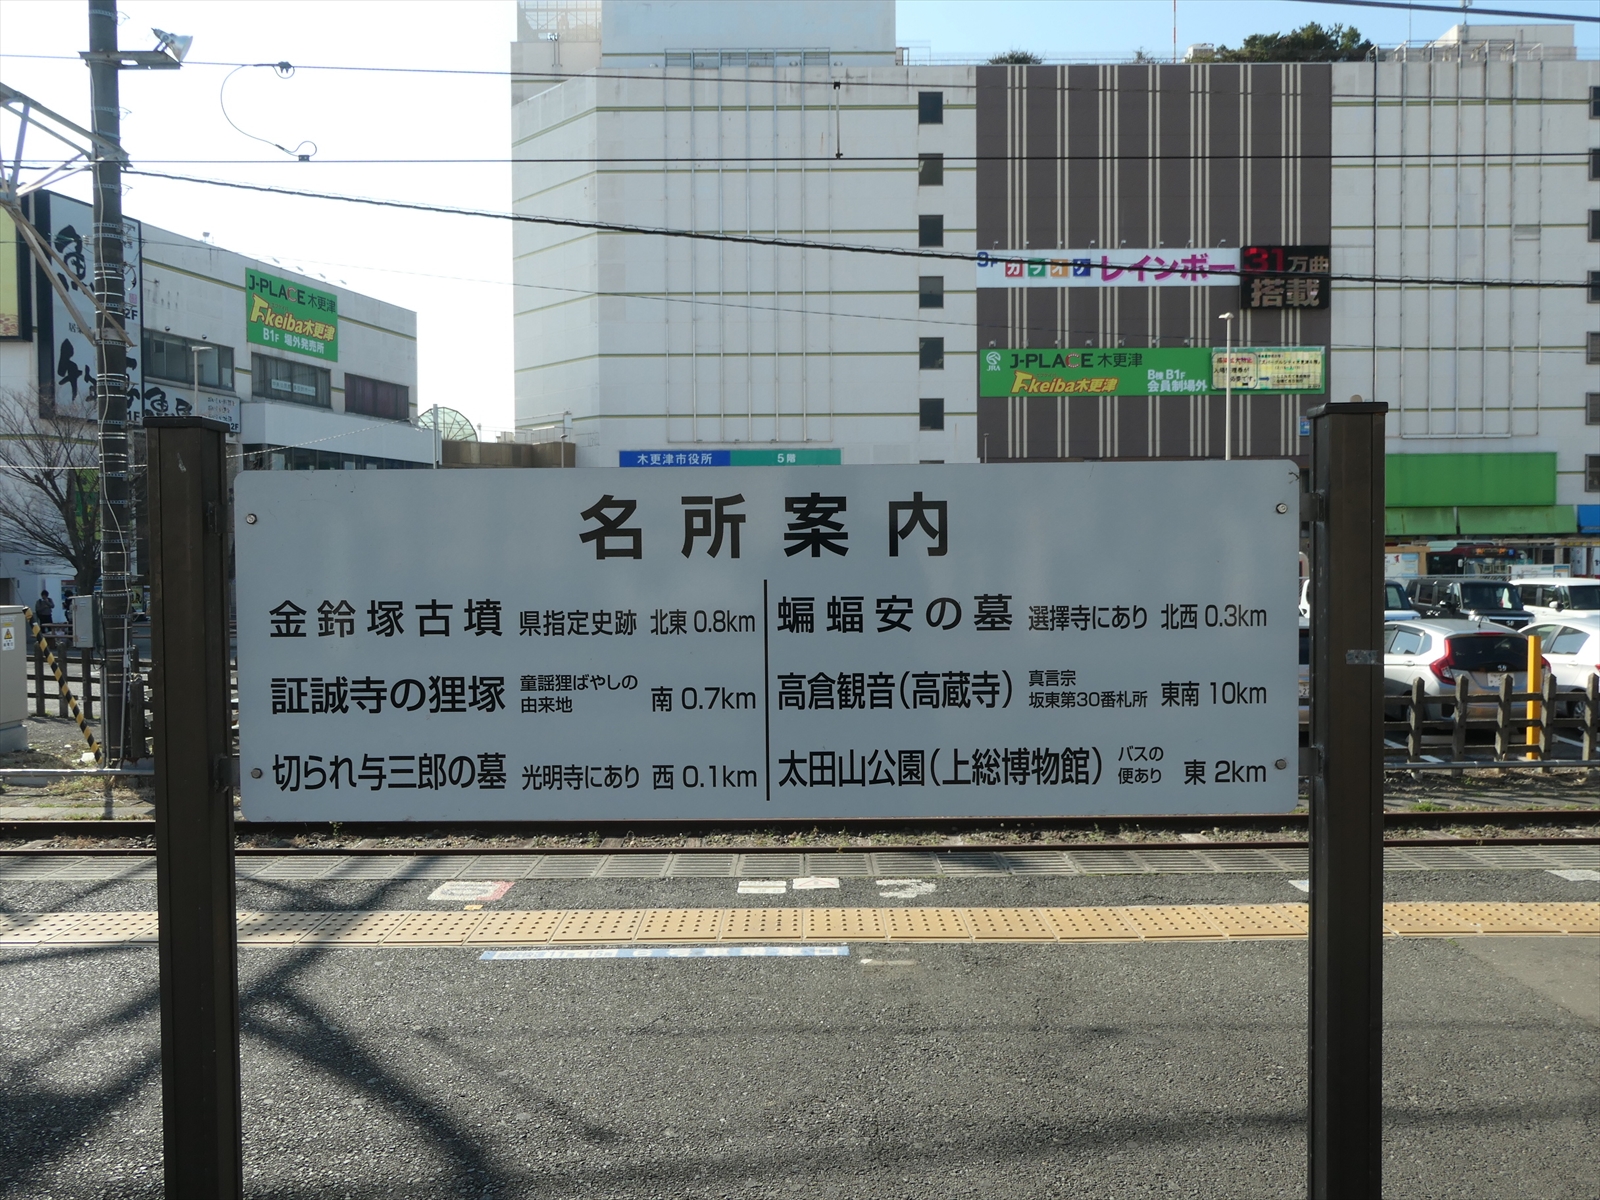 名所案内
金鈴塚古墳 県指定史跡 北東 0.8km
証誠寺の狸塚 童謡狸ばやしの由来地 南 0.7km
切られ与三郎の墓 光明寺にあり 西 0.1km
蝙蝠安の墓 選擇寺にあり 北西 0.3km
高倉観音(高蔵寺) 真言宗 坂東第30番札所 東南 10km
太田山公園(上総博物館) バスの便あり 東 2km
9F カラオケ レインボー 31万曲搭載
J-PLACE 木更津
F-keiba木更津
B棟 B1F
会員制場外
JRA
J-PLACE 木更津
F-keiba木更津
B1F 場外発売所
木更津市役所 5階
魚
2F